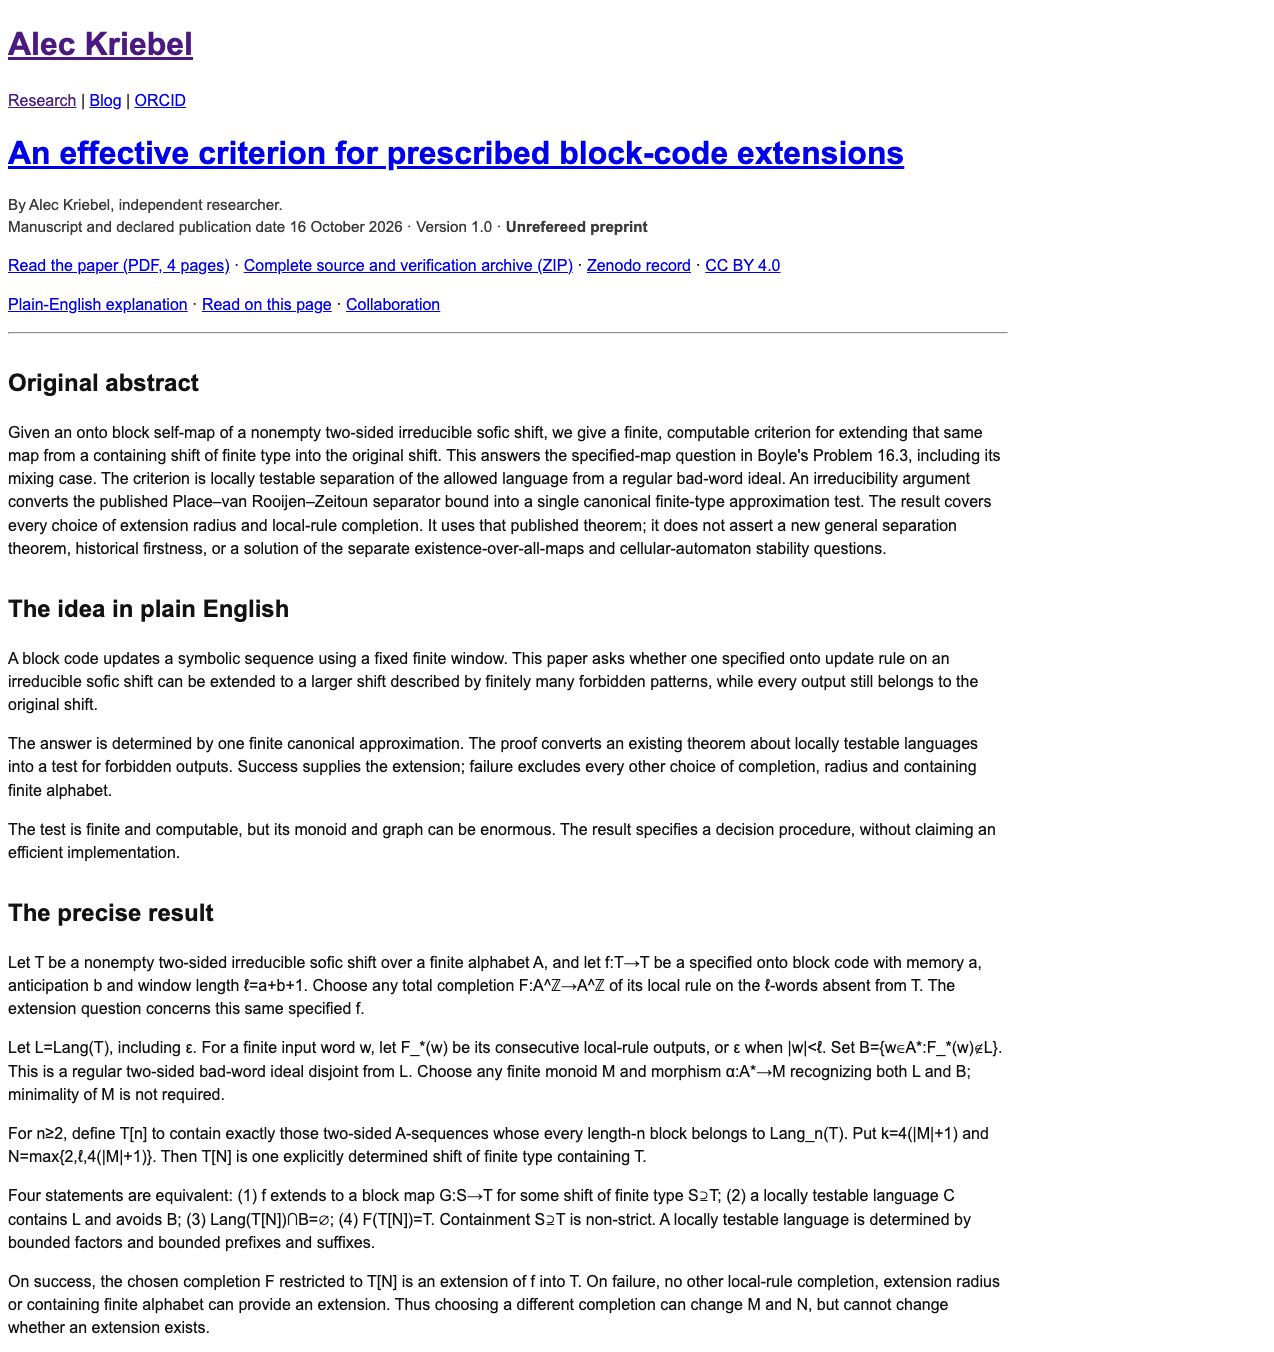 Alec Kriebel
Research | Blog | ORCID
An effective criterion for prescribed block-code extensions
By Alec Kriebel, independent researcher.
Manuscript and declared publication date 16 October 2026 · Version 1.0 · Unrefereed preprint
Read the paper (PDF, 4 pages) · Complete source and verification archive (ZIP) · Zenodo record · CC BY 4.0
Plain-English explanation · Read on this page · Collaboration
Original abstract
Given an onto block self-map of a nonempty two-sided irreducible sofic shift, we give a finite, computable criterion for extending that same
map from a containing shift of finite type into the original shift. This answers the specified-map question in Boyle's Problem 16.3, including its
mixing case. The criterion is locally testable separation of the allowed language from a regular bad-word ideal. An irreducibility argument
converts the published Place–van Rooijen–Zeitoun separator bound into a single canonical finite-type approximation test. The result covers
every choice of extension radius and local-rule completion. It uses that published theorem; it does not assert a new general separation
theorem, historical firstness, or a solution of the separate existence-over-all-maps and cellular-automaton stability questions.
The idea in plain English
A block code updates a symbolic sequence using a fixed finite window. This paper asks whether one specified onto update rule on an
irreducible sofic shift can be extended to a larger shift described by finitely many forbidden patterns, while every output still belongs to the
original shift.
The answer is determined by one finite canonical approximation. The proof converts an existing theorem about locally testable languages
into a test for forbidden outputs. Success supplies the extension; failure excludes every other choice of completion, radius and containing
finite alphabet.
The test is finite and computable, but its monoid and graph can be enormous. The result specifies a decision procedure, without claiming an
efficient implementation.
The precise result
Let T be a nonempty two-sided irreducible sofic shift over a finite alphabet A, and let f:T→T be a specified onto block code with memory a,
anticipation b and window length ℓ=a+b+1. Choose any total completion F:A^ℤ→A^ℤ of its local rule on the ℓ-words absent from T. The
extension question concerns this same specified f.
Let L=Lang(T), including ε. For a finite input word w, let F_*(w) be its consecutive local-rule outputs, or ε when |w|<ℓ. Set B={w∈A*:F_*(w)∉L}.
This is a regular two-sided bad-word ideal disjoint from L. Choose any finite monoid M and morphism α:A*→M recognizing both L and B;
minimality of M is not required.
For n≥2, define T[n] to contain exactly those two-sided A-sequences whose every length-n block belongs to Lang_n(T). Put k=4(|M|+1) and
N=max{2,ℓ,4(|M|+1)}. Then T[N] is one explicitly determined shift of finite type containing T.
Four statements are equivalent: (1) f extends to a block map G:S→T for some shift of finite type S⊇T; (2) a locally testable language C
contains L and avoids B; (3) Lang(T[N])∩B=∅; (4) F(T[N])=T. Containment S⊇T is non-strict. A locally testable language is determined by
bounded factors and bounded prefixes and suffixes.
On success, the chosen completion F restricted to T[N] is an extension of f into T. On failure, no other local-rule completion, extension radius
or containing finite alphabet can provide an extension. Thus choosing a different completion can change M and N, but cannot change
whether an extension exists.